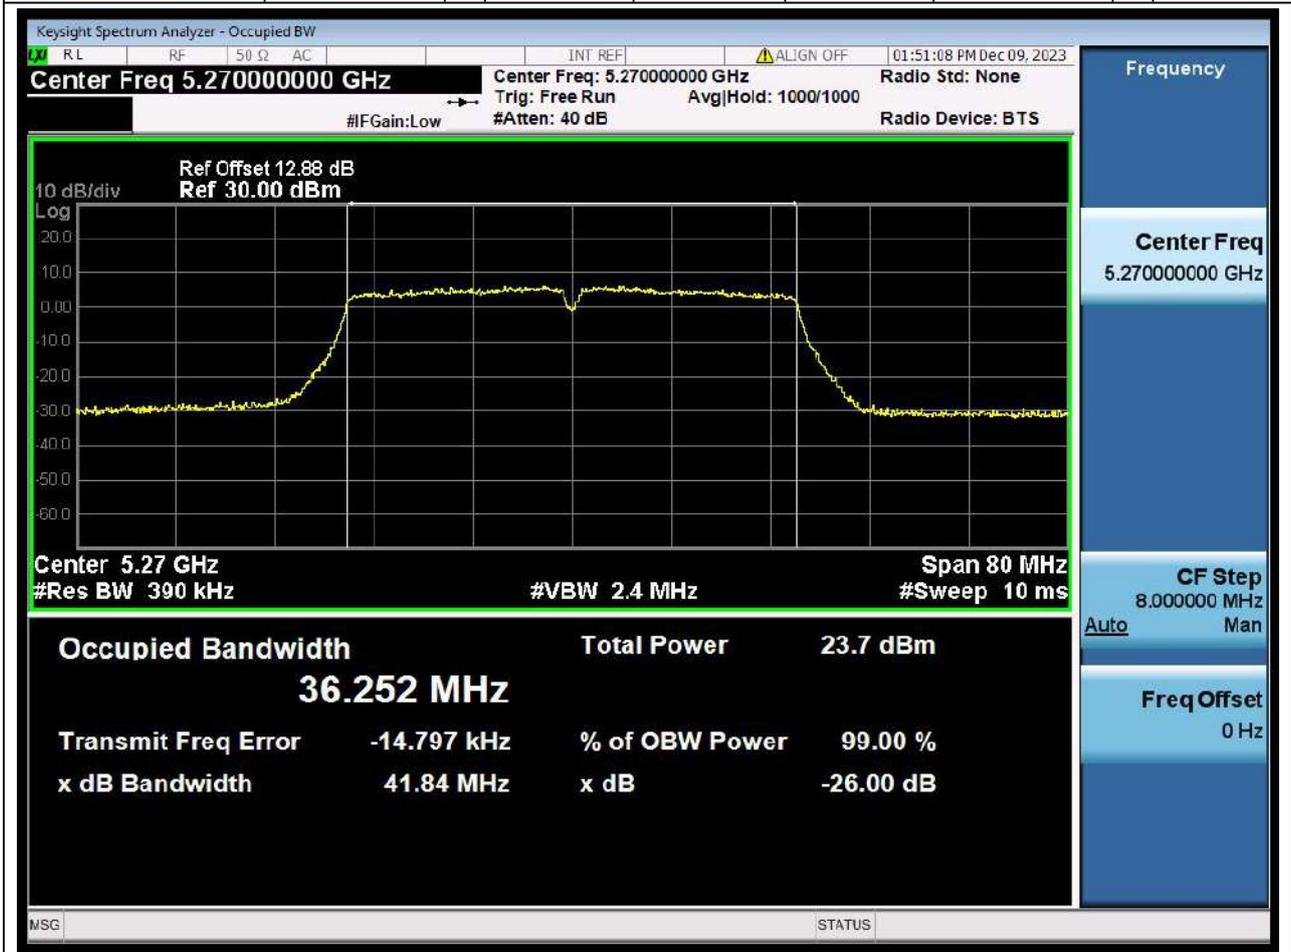 Keysight Spectrum Analyzer - Occupied BW
LXI RL RF 50 Ω AC INT REF ALIGN OFF 01:51:08 PM Dec 09, 2023
Center Freq 5.270000000 GHz
Center Freq: 5.270000000 GHz
Radio Std: None
Trig: Free Run Avg|Hold: 1000/1000
#IFGain:Low
#Atten: 40 dB
Radio Device: BTS
Ref Offset 12.88 dB
10 dB/div Ref 30.00 dBm
Log
20.0
10.0
0.00
-10.0
-20.0
-30.0
-40.0
-50.0
-60.0
Center 5.27 GHz Span 80 MHz
#Res BW 390 kHz #VBW 2.4 MHz #Sweep 10 ms
Occupied Bandwidth Total Power 23.7 dBm
36.252 MHz
Transmit Freq Error -14.797 kHz % of OBW Power 99.00 %
x dB Bandwidth 41.84 MHz x dB -26.00 dB
MSG STATUS
Frequency
Center Freq
5.270000000 GHz
CF Step
8.000000 MHz
Auto Man
Freq Offset
0 Hz